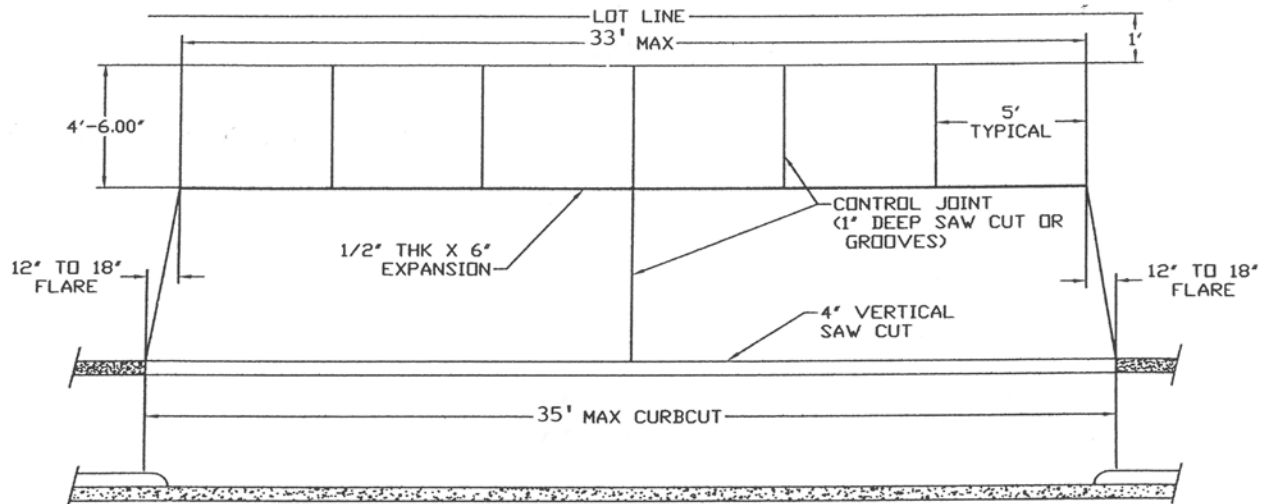 LOT LINE
33' MAX
1'
4'-6.00"
5'
TYPICAL
CONTROL JOINT
(1" DEEP SAW CUT OR
GROOVES)
1/2" THK X 6"
EXPANSION
12" TO 18"
FLARE
12" TO 18"
FLARE
4" VERTICAL
SAW CUT
35' MAX CURBCUT